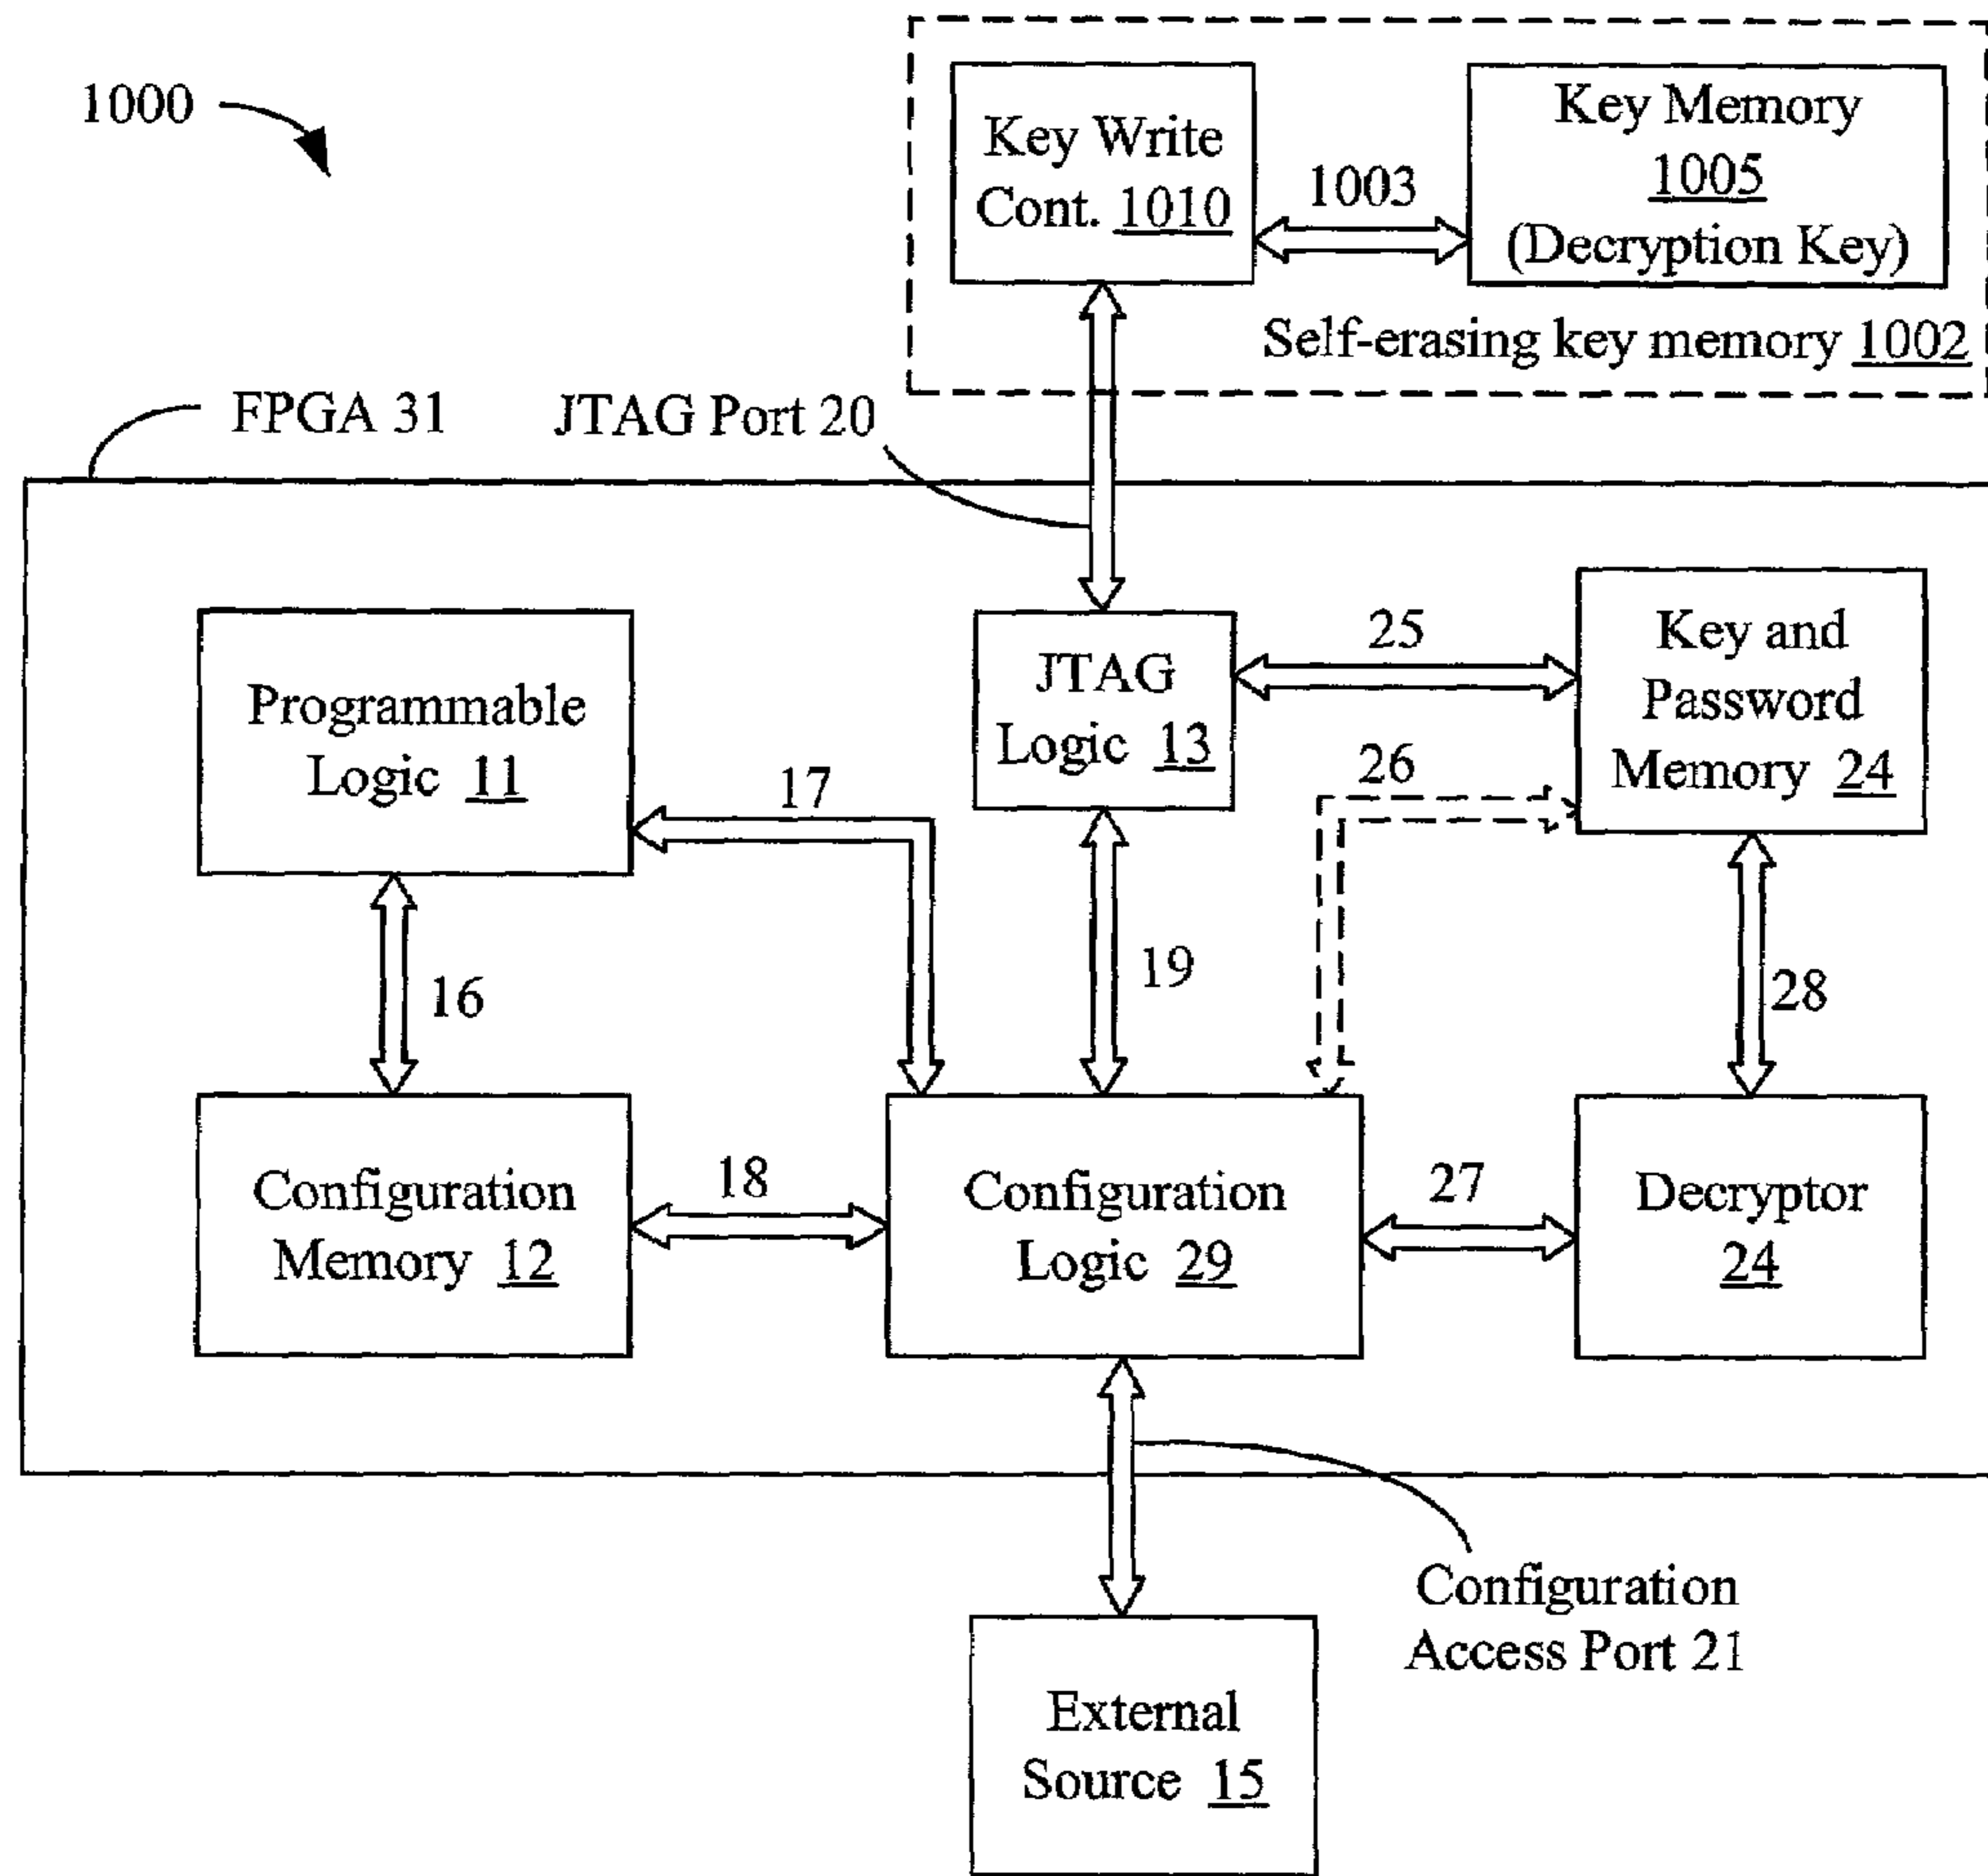 1000
Key Write
Cont. 1010
1003
Key Memory
1005
(Decryption Key)
Self-erasing key memory 1002
FPGA 31
JTAG Port 20
Programmable
Logic 11
JTAG
Logic 13
25
Key and
Password
Memory 24
17
26
16
19
28
Configuration
Memory 12
18
Configuration
Logic 29
27
Decryptor
24
Configuration
Access Port 21
External
Source 15